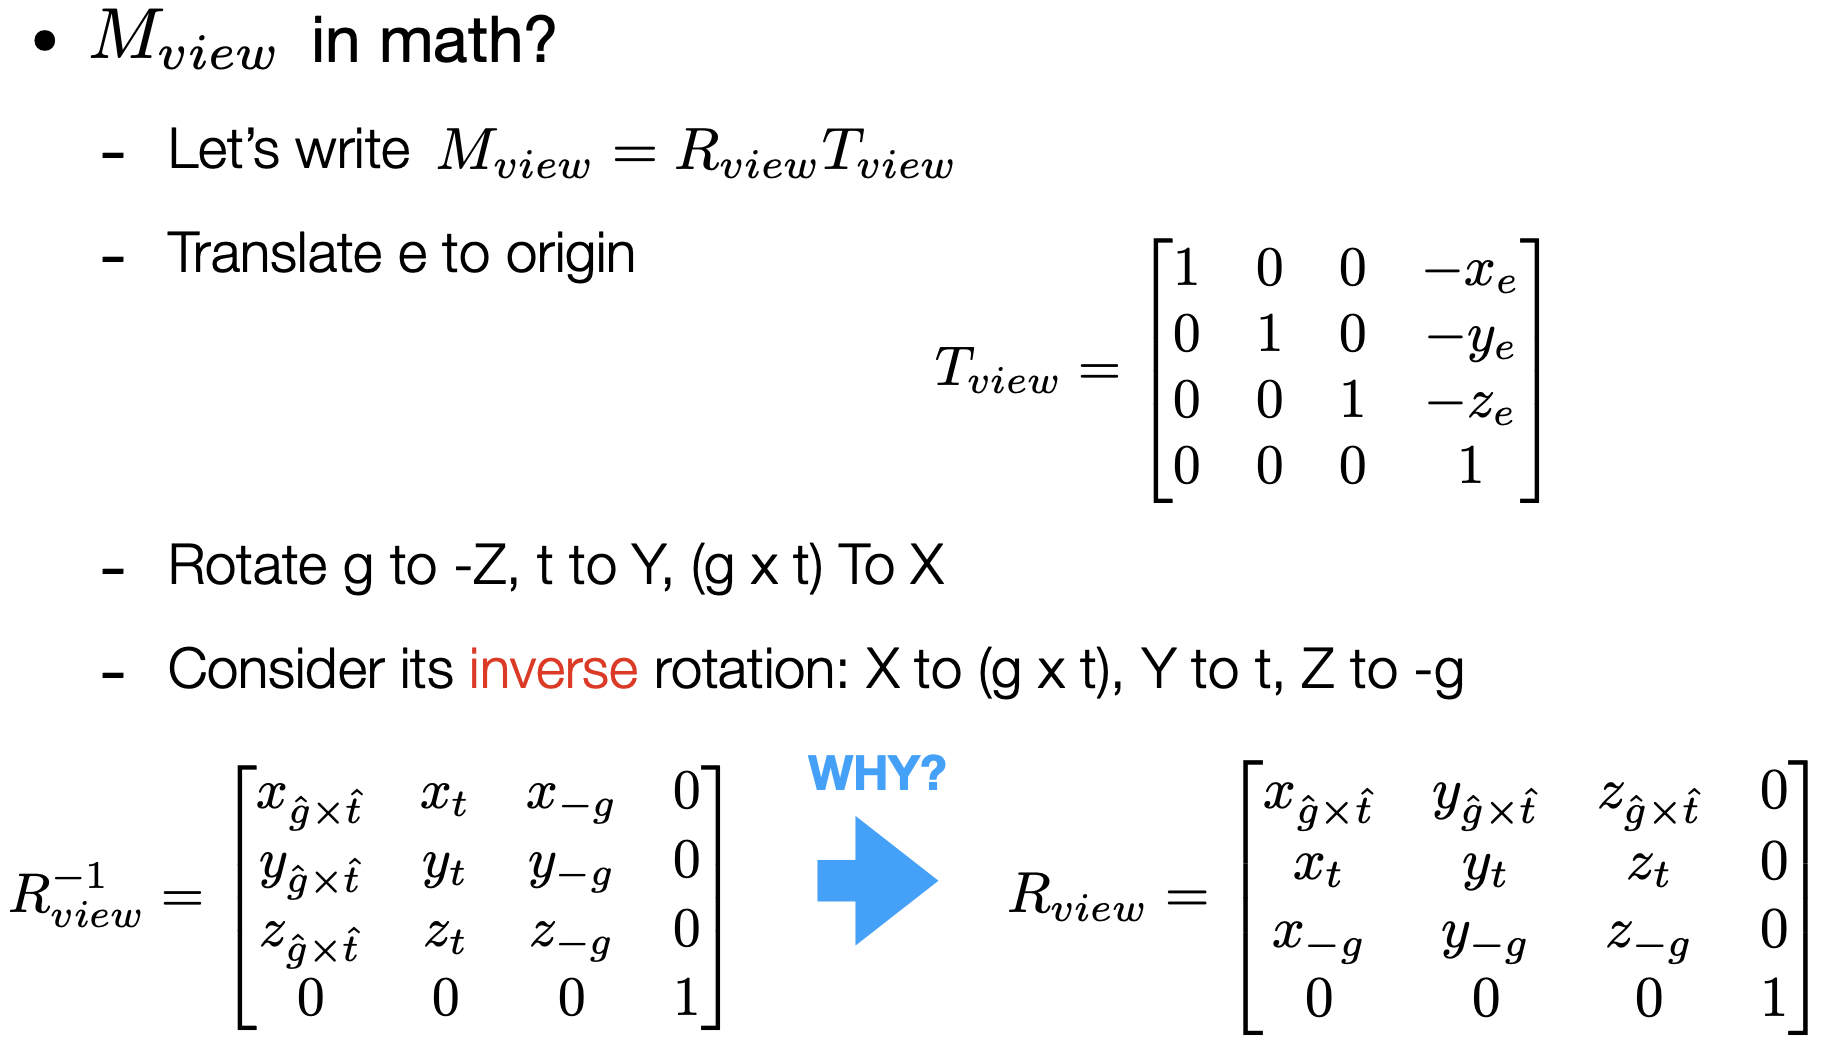 • $M_{view}$ in math?
- Let's write $M_{view} = R_{view}T_{view}$
- Translate e to origin
$T_{view} = \begin{bmatrix} 1 & 0 & 0 & -x_e \\ 0 & 1 & 0 & -y_e \\ 0 & 0 & 1 & -z_e \\ 0 & 0 & 0 & 1 \end{bmatrix}$
- Rotate g to -Z, t to Y, (g x t) To X
- Consider its inverse rotation: X to (g x t), Y to t, Z to -g
$R_{view}^{-1} = \begin{bmatrix} x_{\hat{g}\times\hat{t}} & x_t & x_{-g} & 0 \\ y_{\hat{g}\times\hat{t}} & y_t & y_{-g} & 0 \\ z_{\hat{g}\times\hat{t}} & z_t & z_{-g} & 0 \\ 0 & 0 & 0 & 1 \end{bmatrix}$
WHY?
$R_{view} = \begin{bmatrix} x_{\hat{g}\times\hat{t}} & y_{\hat{g}\times\hat{t}} & z_{\hat{g}\times\hat{t}} & 0 \\ x_t & y_t & z_t & 0 \\ x_{-g} & y_{-g} & z_{-g} & 0 \\ 0 & 0 & 0 & 1 \end{bmatrix}$